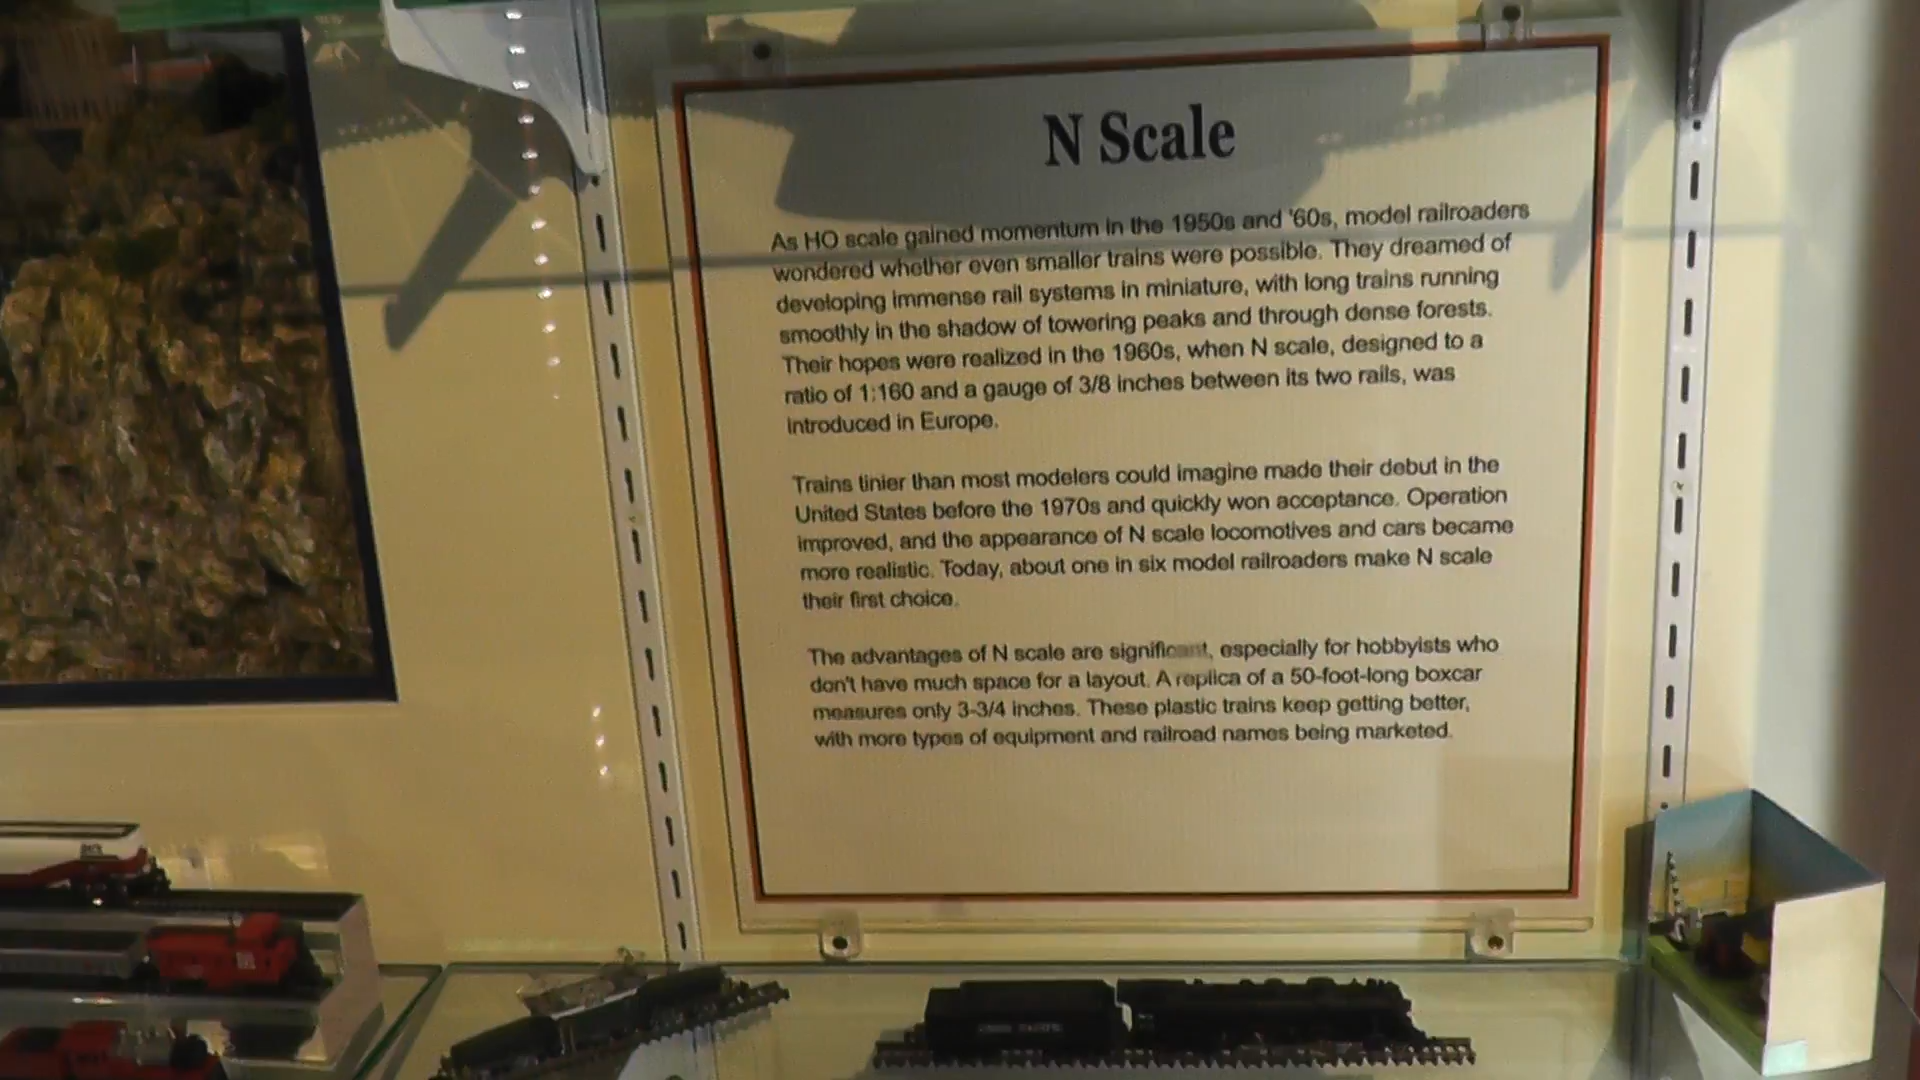 N Scale
As HO scale gained momentum in the 1950s and '60s, model railroaders
wondered whether even smaller trains were possible. They dreamed of
developing immense rail systems in miniature, with long trains running
smoothly in the shadow of towering peaks and through dense forests.
Their hopes were realized in the 1960s, when N scale, designed to a
ratio of 1:160 and a gauge of 3/8 inches between its two rails, was
introduced in Europe.
Trains tinier than most modelers could imagine made their debut in the
United States before the 1970s and quickly won acceptance. Operation
improved, and the appearance of N scale locomotives and cars became
more realistic. Today, about one in six model railroaders make N scale
their first choice.
The advantages of N scale are significant, especially for hobbyists who
don't have much space for a layout. A replica of a 50-foot-long boxcar
measures only 3-3/4 inches. These plastic trains keep getting better,
with more types of equipment and railroad names being marketed.
UNION PACIFIC